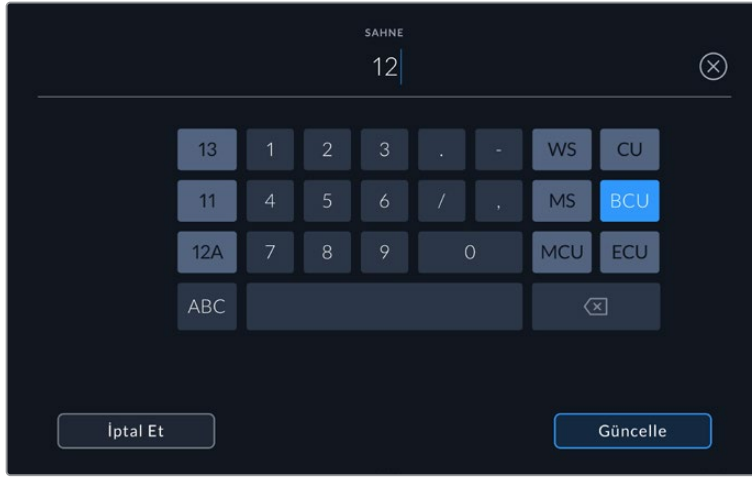 SAHNE
12
13 1 2 3 . - WS CU
11 4 5 6 / , MS BCU
12A 7 8 9 0 MCU ECU
ABC
İptal Et Güncelle